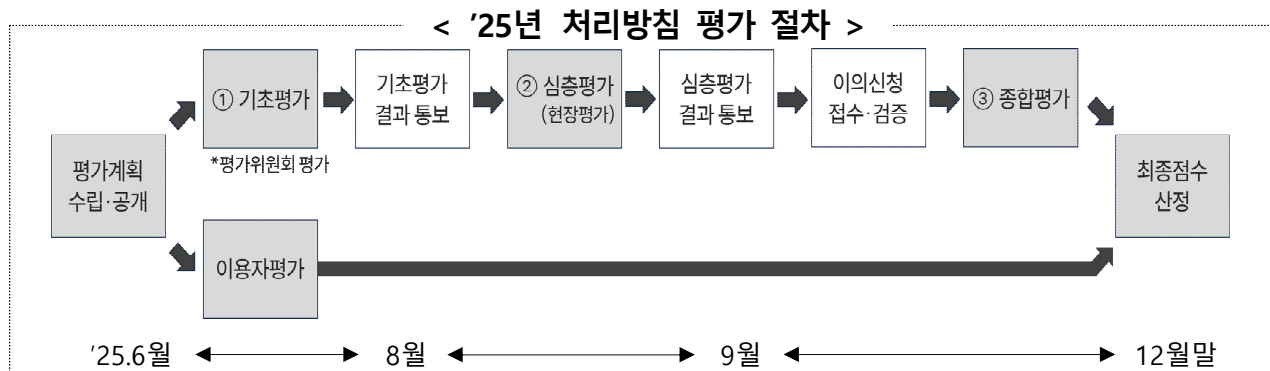 < ’25년 처리방침 평가 절차 >
① 기초평가
기초평가
결과 통보
② 심층평가
(현장평가)
심층평가
결과 통보
이의신청
접수·검증
③ 종합평가
*평가위원회 평가
평가계획
수립·공개
최종점수
산정
이용자평가
’25.6월
8월
9월
12월말